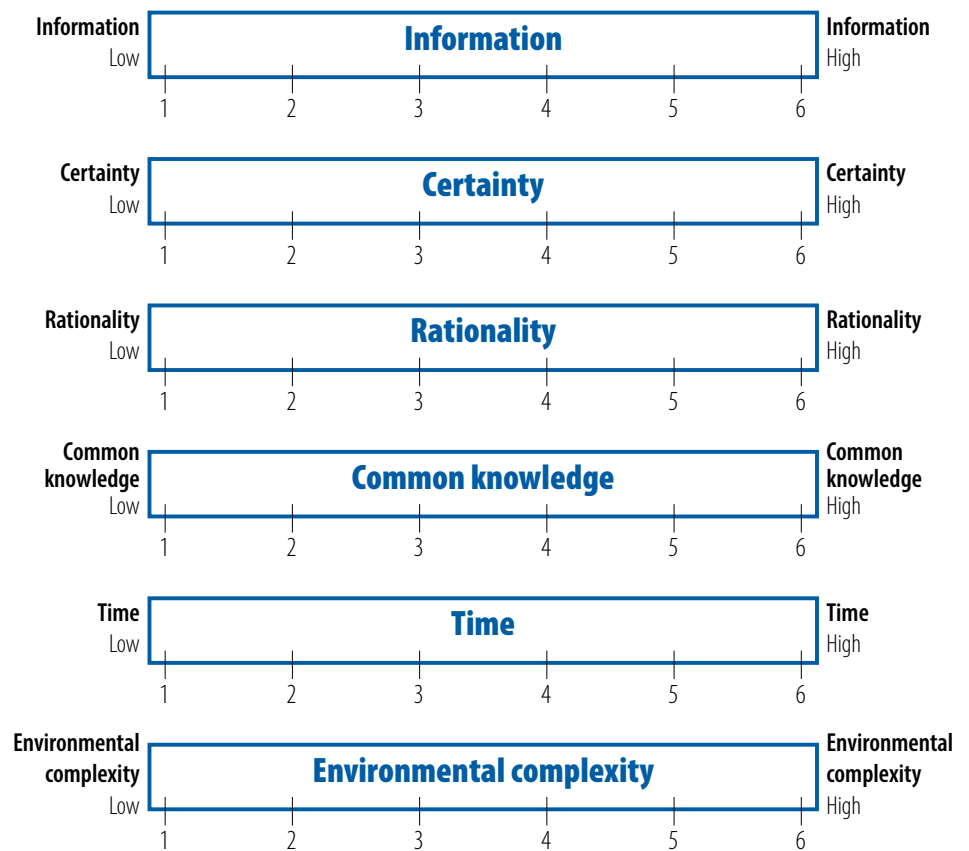 Information Information Information
Low High
1 2 3 4 5 6
Certainty Certainty Certainty
Low High
1 2 3 4 5 6
Rationality Rationality Rationality
Low High
1 2 3 4 5 6
Common Common
knowledge Common knowledge knowledge
Low High
1 2 3 4 5 6
Time Time Time
Low High
1 2 3 4 5 6
Environmental Environmental
complexity Environmental complexity complexity
Low High
1 2 3 4 5 6